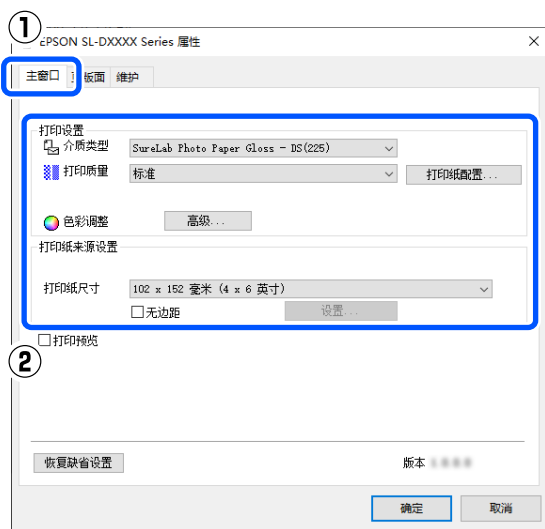 ①
EPSON SL-DXXXX Series 属性
主窗口 版面 维护
打印设置
介质类型 SureLab Photo Paper Gloss - DS(225)
打印质量 标准 打印纸配置...
色彩调整 高级...
打印纸来源设置
打印纸尺寸 102 x 152 毫米 (4 x 6 英寸)
无边距 设置...
②
打印预览
恢复缺省设置 版本
确定 取消